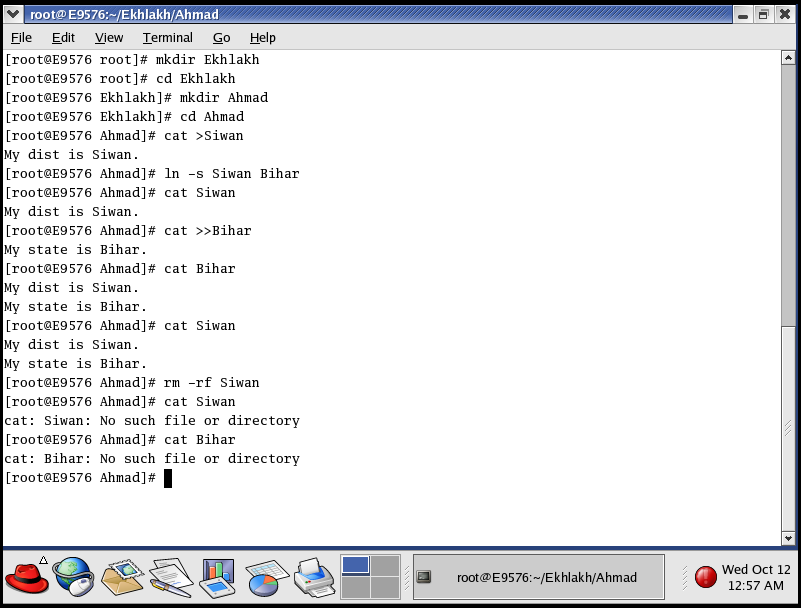 root@E9576:~/Ekhlakh/Ahmad
File Edit View Terminal Go Help
[root@E9576 root]# mkdir Ekhlakh
[root@E9576 root]# cd Ekhlakh
[root@E9576 Ekhlakh]# mkdir Ahmad
[root@E9576 Ekhlakh]# cd Ahmad
[root@E9576 Ahmad]# cat >Siwan
My dist is Siwan.
[root@E9576 Ahmad]# ln -s Siwan Bihar
[root@E9576 Ahmad]# cat Siwan
My dist is Siwan.
[root@E9576 Ahmad]# cat >>Bihar
My state is Bihar.
[root@E9576 Ahmad]# cat Bihar
My dist is Siwan.
My state is Bihar.
[root@E9576 Ahmad]# cat Siwan
My dist is Siwan.
My state is Bihar.
[root@E9576 Ahmad]# rm -rf Siwan
[root@E9576 Ahmad]# cat Siwan
cat: Siwan: No such file or directory
[root@E9576 Ahmad]# cat Bihar
cat: Bihar: No such file or directory
[root@E9576 Ahmad]#
root@E9576:~/Ekhlakh/Ahmad
Wed Oct 12
12:57 AM